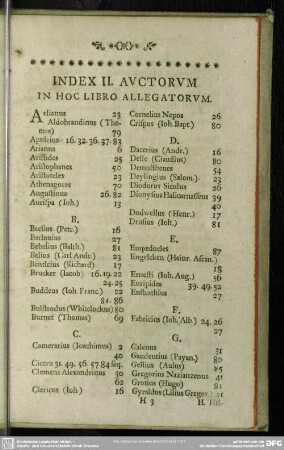 INDEX II. AVCTORVM
IN HOC LIBRO ALLEGATORVM.
Aelianus 23
Aldobrandinus (Thomas) 79
Apuleius 16. 32. 36. 37. 83
Arianus 6
Aristides 25
Aristophanes 50
Aristoteles 23
Athenagoras 70
Augustinus 26. 82
Aurispa (Ioh.) 13
B.
Baelius (Petr.) 16
Barlonius 27
Bebelius (Balth.) 81
Belius (Carl Andr.) 23
Bentleius (Richard) 17
Brucker (Iacob) 16. 19. 22
24. 25
Buddeus (Ioh. Franc.) 22
81. 86
Bulstrodus (Whitelockus) 80
Burnet (Thomas) 69
C.
Camerarius (Ioachimus) 2
40
Cicero 31. 49. 56. 57. 84 seq.
Clemens Alexandrinus 30
62
Clericus (Ioh.) 16
Cornelius Nepos 26
Crispus (Ioh. Bapt.) 80
D.
Dacerius (Andr.) 16
Delle (Claudius) 80
Demosthenes 54
Deylingius (Salom.) 23
Diodorus Siculus 26
Dionysius Halicarnasseus 39
40
Dodwellus (Henr.) 17
Drasius (Ioh.) 81
E.
Empedocles 87
Engelcken (Heinr. Ascan.)
18
Ernesti (Ioh. Aug.) 56
Euripides 39. 49. 52
Eusthathius 27
F.
Fabricius (Ioh. Alb.) 24. 26
27
G.
Galenus 31
Gaudentius (Payan.) 80
Gellius (Aulus) 85
Gregorius Nazianzenus 41
Grotius (Hugo) 81
Gyraldus (Lilius Gregor.) 21
H 3